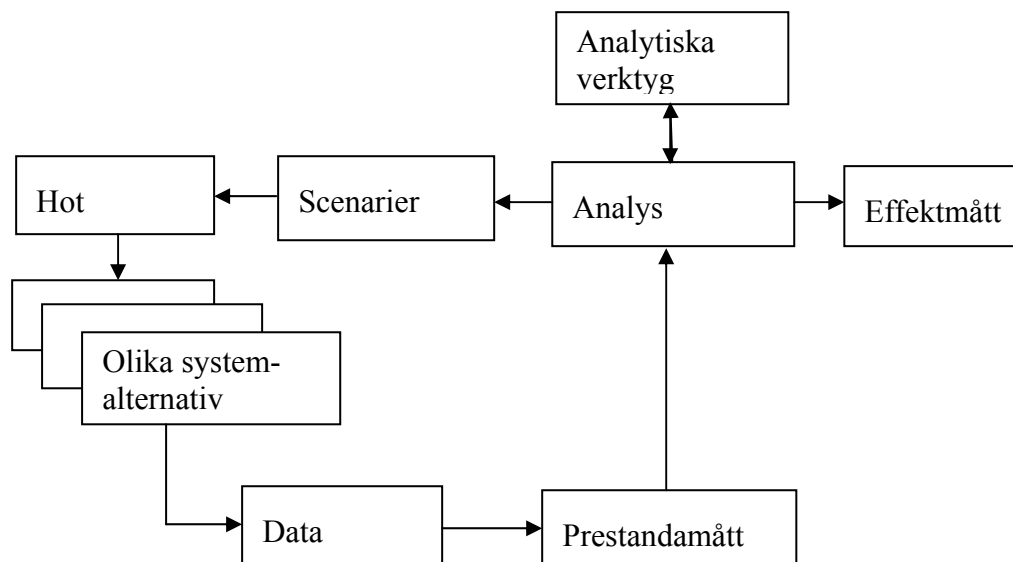 Analytiska
verktyg
Hot
Scenarier
Analys
Effektmått
Olika system-
alternativ
Data
Prestandamått